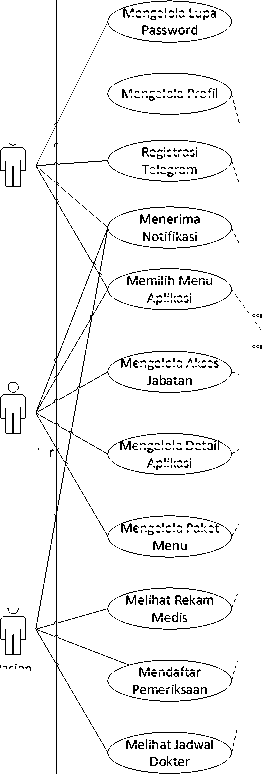 Mengelola Lupa
Password
Mengelola Profil
Registrasi
Telegram
Menerima
Notifikasi
Memilih Menu
Aplikasi
Mengelola Akses
Jabatan
Mengelola Detail
Aplikasi
Mengelola Paket
Menu
Melihat Rekam
Medis
Pasien
Mendaftar
Pemeriksaan
Melihat Jadwal
Dokter